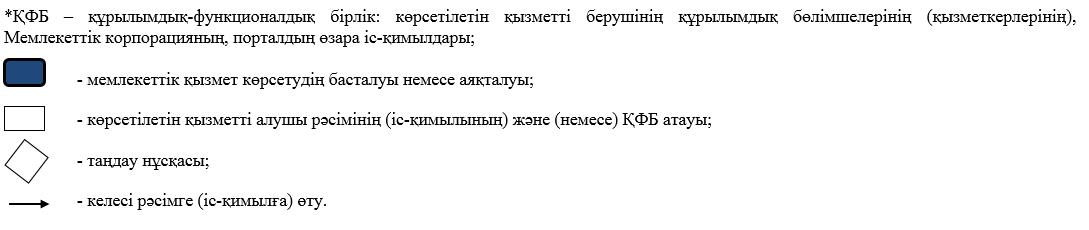 *ҚФБ – құрылымдық-функционалдық бірлік: көрсетілетін қызметті берушінің құрылымдық бөлімшелерінің (қызметкерлерінің),
Мемлекеттік корпорацияның, порталдың өзара іс-қимылдары;
- мемлекеттік қызмет көрсетудің басталуы немесе аяқталуы;
- көрсетілетін қызметті алушы рәсімінің (іс-қимылының) және (немесе) ҚФБ атауы;
- таңдау нұсқасы;
- келесі рәсімге (іс-қимылға) өту.